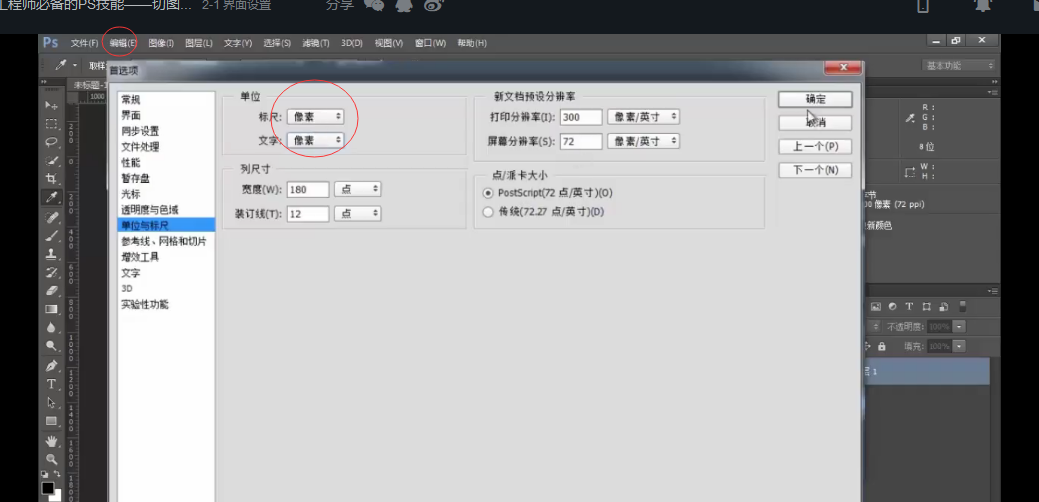 工程师必备的PS技能——切图... 2-1 界面设置 分享
Ps 文件(F) 编辑(E) 图像(I) 图层(L) 文字(Y) 选择(S) 滤镜(T) 3D(D) 视图(V) 窗口(W) 帮助(H)
取样 基本功能
首选项
未标题-1
常规
界面
同步设置
文件处理
性能
暂存盘
光标
透明度与色域
单位与标尺
参考线、网格和切片
增效工具
文字
3D
实验性功能
单位
标尺: 像素
文字: 像素
列尺寸
宽度(W): 180 点
装订线(T): 12 点
新文档预设分辨率
打印分辨率(I): 300 像素/英寸
屏幕分辨率(S): 72 像素/英寸
点/派卡大小
PostScript(72 点/英寸)(O)
传统(72.27 点/英寸)(D)
确定
取消
上一个(P)
下一个(N)
R:
G:
B:
8 位
W:
H:
像素 (72 ppi)
新颜色
不透明度: 100%
填充: 100%
1